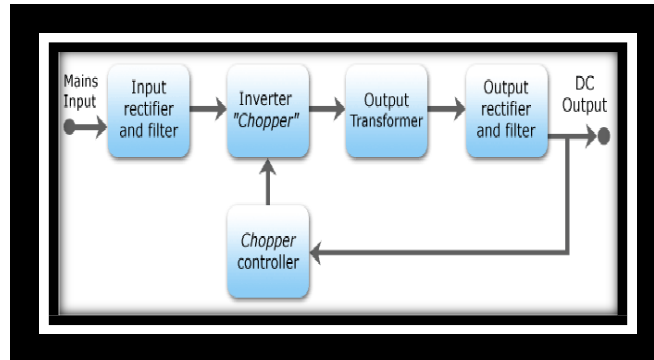 Mains
Input
Input
rectifier
and filter
Inverter
"Chopper"
Output
Transformer
Output
rectifier
and filter
DC
Output
Chopper
controller